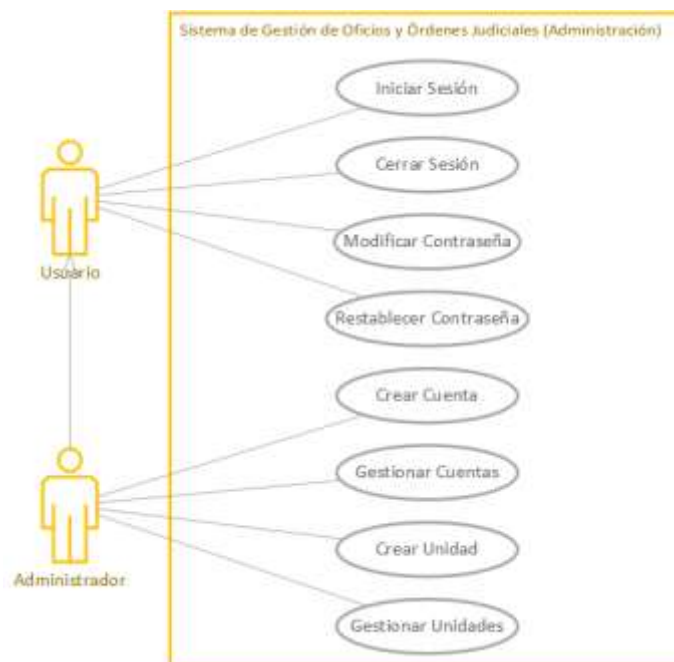 Sistema de Gestión de Oficios y Órdenes Judiciales (Administración)
Iniciar Sesión
Cerrar Sesión
Modificar Contraseña
Usuario
Restablecer Contraseña
Crear Cuenta
Gestionar Cuentas
Crear Unidad
Administrador
Gestionar Unidades